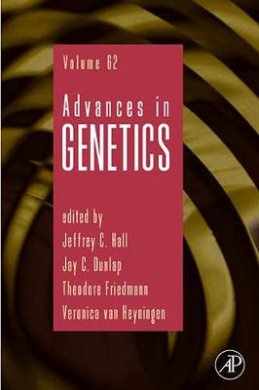 Volume 62
Advances in
GENETICS
edited by
Jeffrey C. Hall
Jay C. Dunlap
Theodore Friedmann
Veronica van Heyningen
AP